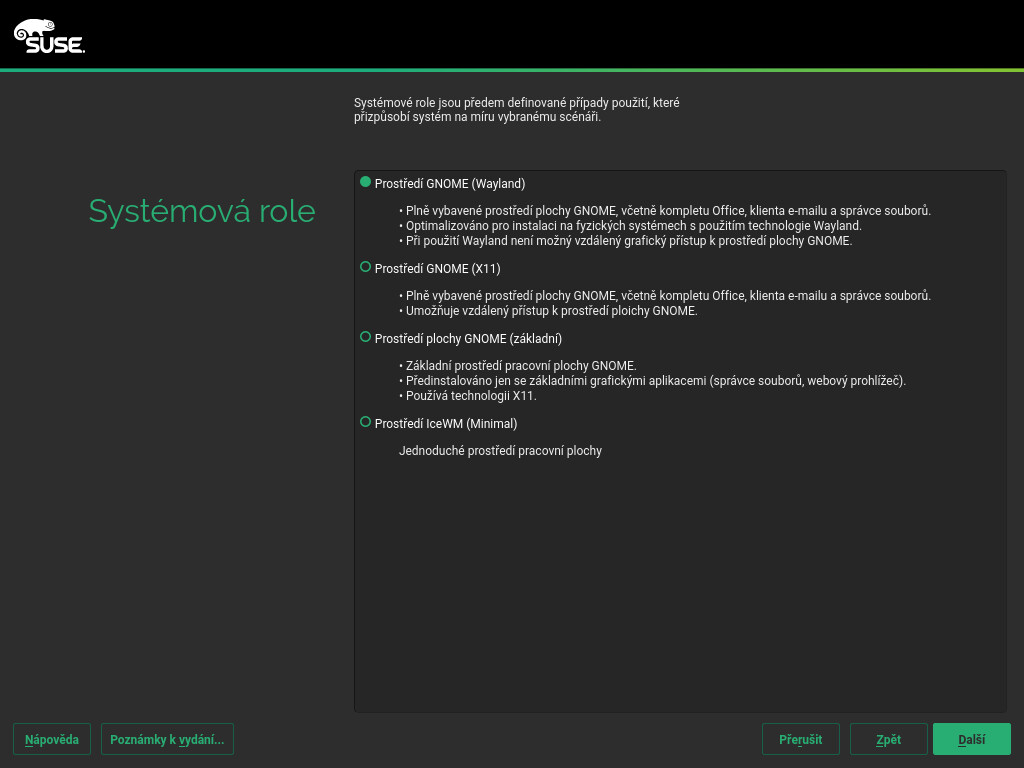 SUSE
Systémové role jsou předem definované případy použití, které
přizpůsobí systém na míru vybranému scénáři.
Systémová role
Prostředí GNOME (Wayland)
• Plně vybavené prostředí plochy GNOME, včetně kompletu Office, klienta e-mailu a správce souborů.
• Optimalizováno pro instalaci na fyzických systémech s použitím technologie Wayland.
• Při použití Wayland není možný vzdálený grafický přístup k prostředí plochy GNOME.
Prostředí GNOME (X11)
• Plně vybavené prostředí plochy GNOME, včetně kompletu Office, klienta e-mailu a správce souborů.
• Umožňuje vzdálený přístup k prostředí ploichy GNOME.
Prostředí plochy GNOME (základní)
• Základní prostředí pracovní plochy GNOME.
• Předinstalováno jen se základními grafickými aplikacemi (správce souborů, webový prohlížeč).
• Používá technologii X11.
Prostředí IceWM (Minimal)
Jednoduché prostředí pracovní plochy
Nápověda
Poznámky k vydání...
Přerušit
Zpět
Další